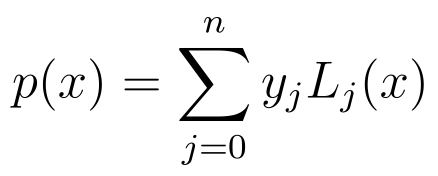 p(x) = \sum_{j=0}^{n} y_j L_j(x)